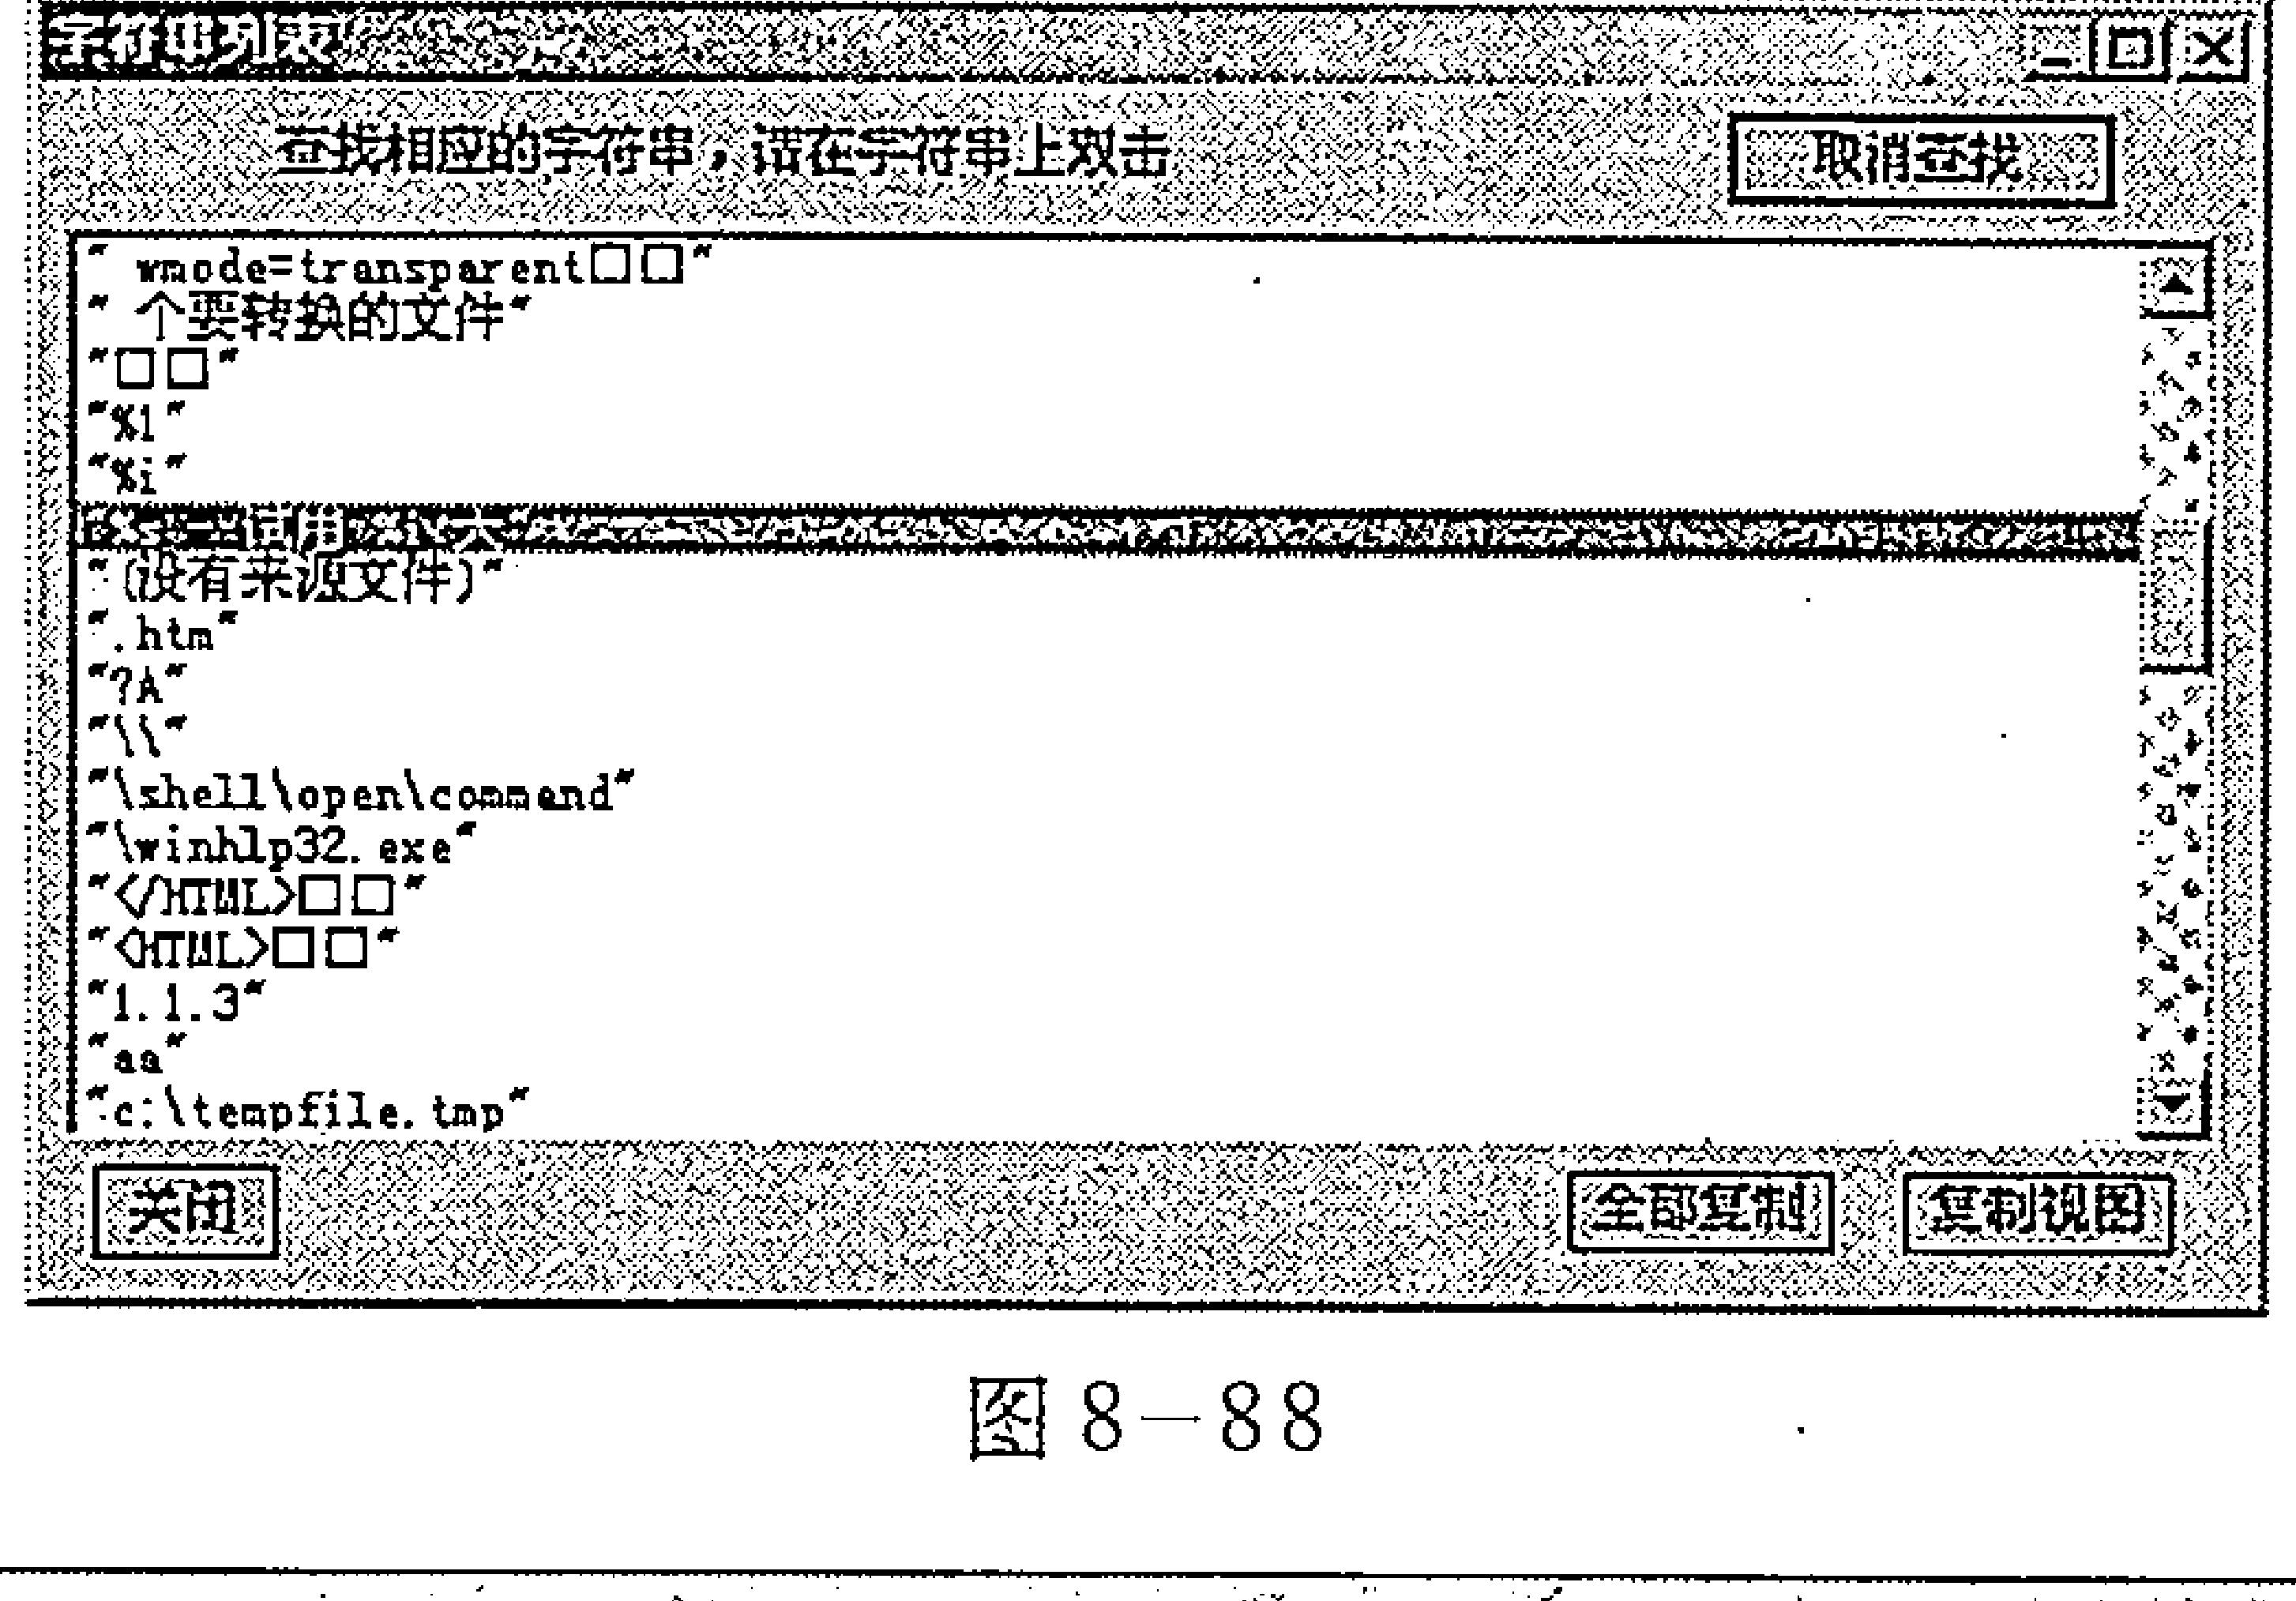 字符串列表
查找相应的字符串，请在字符串上双击
取消查找
" wmode=transparent□□"
" 个要转换的文件"
"□□"
"%1"
"%i"
试用
"(没有来源文件)"
".htm"
"?A"
"\\"
"\shell\open\command"
"\winhlp32.exe"
"</HTML>□□"
"<HTML>□□"
"1.1.3"
"aa"
"c:\tempfile.tmp"
关闭
全部复制
复制视图
图 8－88